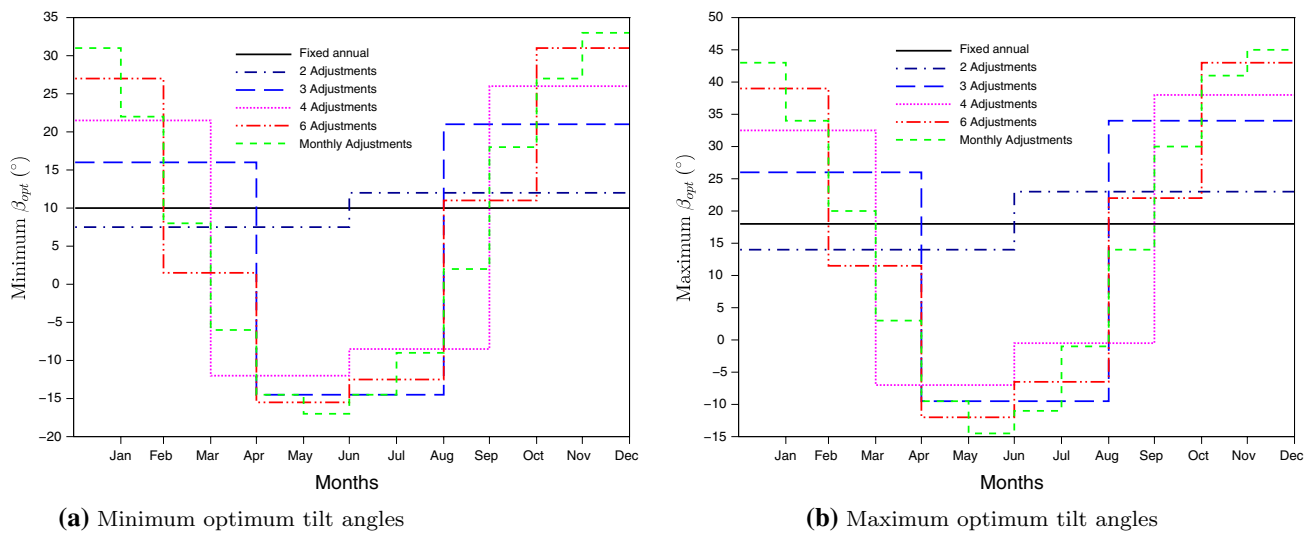 35
30
25
20
15
10
5
0
−5
−10
−15
−20
Minimum βopt (°)
Fixed annual
2 Adjustments
3 Adjustments
4 Adjustments
6 Adjustments
Monthly Adjustments
Jan Feb Mar Apr May Jun Jul Aug Sep Oct Nov Dec
Months
(a) Minimum optimum tilt angles
50
45
40
35
30
25
20
15
10
5
0
−5
−10
−15
Maximum βopt (°)
Fixed annual
2 Adjustments
3 Adjustments
4 Adjustments
6 Adjustments
Monthly Adjustments
Jan Feb Mar Apr May Jun Jul Aug Sep Oct Nov Dec
Months
(b) Maximum optimum tilt angles